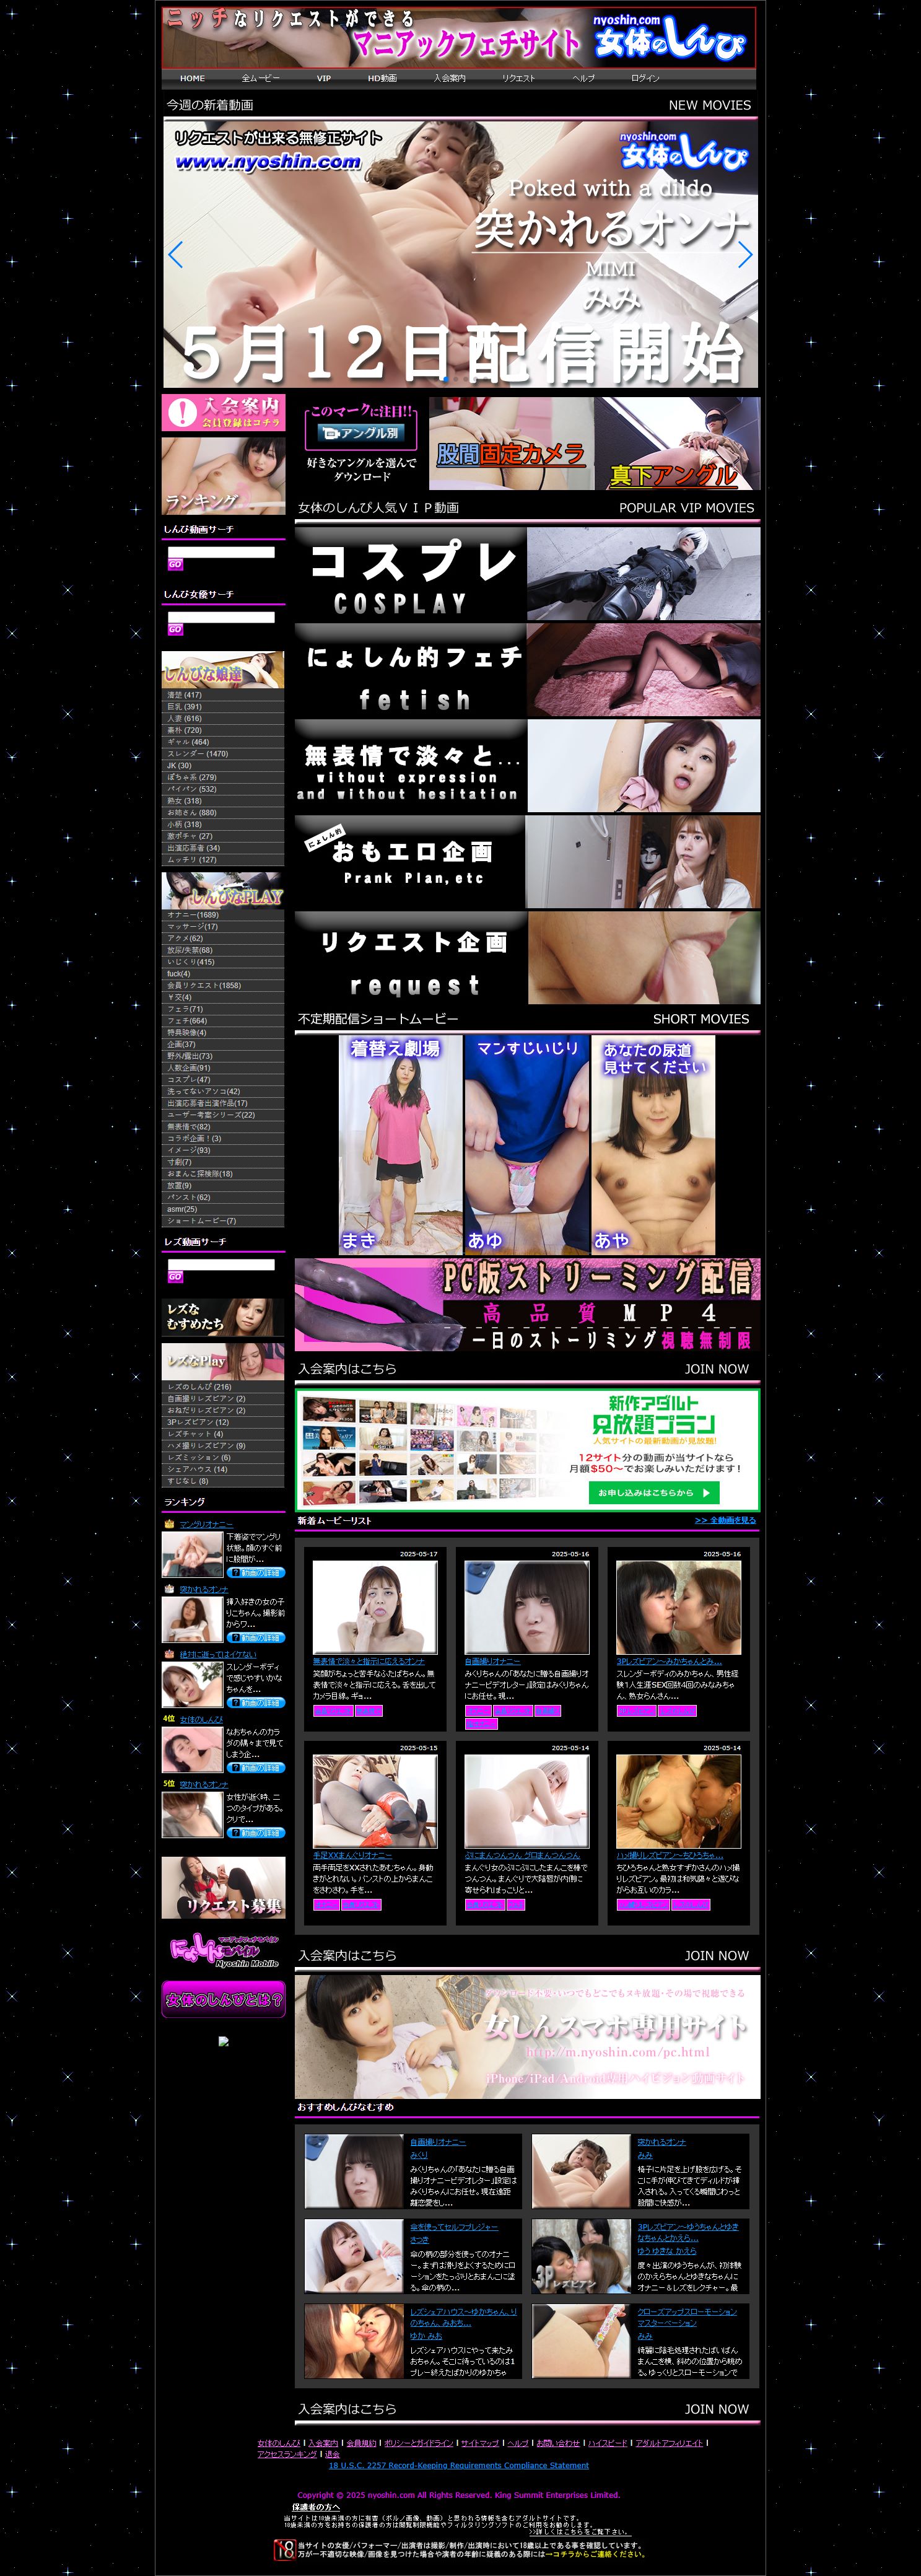 ニッチなリクエストができる
マニアックフェチサイト
nyoshin.com
女体のしんぴ
HOME 全ムービー VIP HD動画 入会案内 リクエスト ヘルプ ログイン
今週の新着動画 NEW MOVIES
リクエストが出来る無修正サイト
www.nyoshin.com
nyoshin.com
女体のしんぴ
Poked with a dildo
突かれるオンナ
MIMI
みみ
5月12日配信開始
入会案内
会員登録はコチラ
ランキング
このマークに注目!!
アングル別
好きなアングルを選んで
ダウンロード
股間固定カメラ
真下アングル
しんぴ動画サーチ
GO
しんぴ女優サーチ
GO
しんぴな娘達
清楚 (417)
巨乳 (391)
人妻 (616)
素朴 (720)
ギャル (464)
スレンダー (1470)
JK (30)
ぽちゃ系 (279)
パイパン (532)
熟女 (318)
お姉さん (880)
小柄 (318)
激ポチャ (27)
出演応募者 (34)
ムッチリ (127)
しんぴなPLAY
オナニー(1689)
マッサージ(17)
アクメ(62)
放尿/失禁(68)
いじくり(415)
fuck(4)
会員リクエスト(1858)
¥交(4)
フェラ(71)
フェチ(664)
特典映像(4)
企画(37)
野外/露出(73)
人数企画(91)
コスプレ(47)
洗ってないアソコ(42)
出演応募者出演作品(17)
ユーザー考案シリーズ(22)
無表情で(82)
コラボ企画！(3)
イメージ(93)
寸劇(7)
おまんこ探検隊(18)
放置(9)
パンスト(62)
asmr(25)
ショートムービー(7)
レズ動画サーチ
GO
レズな
むすめたち
レズなPlay
レズのしんぴ (216)
自画撮りレズビアン (2)
おねだりレズビアン (2)
3Pレズビアン (12)
レズチャット (4)
ハメ撮りレズビアン (9)
レズミッション (6)
シェアハウス (14)
すじなし (8)
ランキング
マングリオナニー
下着姿でマングリ
状態。顔のすぐ前
に股間が...
動画の詳細
突かれるオンナ
挿入好きの女の子
りこちゃん。撮影前
からワ...
動画の詳細
絶対に逝ってはイケない
スレンダーボディ
で感じやすいかな
ちゃんを...
動画の詳細
4位 女体のしんぴ
なおちゃんのカラ
ダの隅々まで見て
しまう企...
動画の詳細
5位 突かれるオンナ
女性が逝く時、二
つのタイプがある。
クリで...
動画の詳細
リクエスト募集
にょしんモバイル
Nyoshin Mobile
女体のしんぴとは？
女体のしんぴ人気ＶＩＰ動画 POPULAR VIP MOVIES
コスプレ
COSPLAY
にょしん的フェチ
fetish
無表情で淡々と...
without expression
and without hesitation
にょしん的
おもエロ企画
Prank Plan,etc
リクエスト企画
request
不定期配信ショートムービー SHORT MOVIES
着替え劇場
まき
マンすじいじり
あゆ
あなたの尿道
見せてください
あや
PC版ストリーミング配信
高品質MP4
一日のストーリミング視聴無制限
入会案内はこちら JOIN NOW
新作アダルト
見放題プラン
人気サイトの最新動画が見放題!
12サイト分の動画が当サイトなら
月額$50〜でお楽しみいただけます!
お申し込みはこちらから
新着ムービーリスト >> 全動画を見る
2025-05-17
無表情で淡々と指示に応えるオンナ
笑顔がちょっと苦手なふたばちゃん。無
表情で淡々と指示に応える。舌を出して
カメラ目線。ギョ...
2025-05-16
自画撮りオナニー
みくりちゃんの｢あなたに贈る自画撮りオ
ナニービデオレター｣設定はみくりちゃん
にお任せ。現...
2025-05-16
3Pレズビアン〜みかちゃんとみ...
スレンダーボディのみかちゃん、男性経
験1人生涯SEX回数4回のみなみちゃ
ん、熟女らんさん...
2025-05-15
手足XXまんぐりオナニー
両手両足をXXされたあむちゃん。身動
きがとれない。パンストの上からまんこ
をさわさわ。手を...
2025-05-14
ぷにまんつんつん グロまんつんつん
まんぐり女のぷにぷにしたまんこを棒で
つんつん。まんぐりで大陰唇が内側に
寄せられぱっこりと...
2025-05-14
ハメ撮りレズビアン〜ちひろちゃ...
ちひろちゃんと熟女すずかさんのハメ撮
りレズビアン。最初は和気藹々と遊びな
がらお互いのカラ...
入会案内はこちら JOIN NOW
女しんスマホ専用サイト
http://m.nyoshin.com/pc.html
iPhone/iPad/Android専用ハイビジョン動画サイト
おすすめしんぴなむすめ
自画撮りオナニー
みくり
みくりちゃんの｢あなたに贈る自画
撮りオナニービデオレター｣設定は
みくりちゃんにお任せ。現在遠距
離恋愛をし...
突かれるオンナ
みみ
椅子に片足を上げ股を広げる。そ
こに手が伸びてきてディルドが挿
入される。入ってくる瞬間じわっと
股間に快感が...
傘を使ってセルフプレジャー
さつき
傘の柄の部分を使ってのオナニ
ー。まずは滑りをよくするためにロ
ーションをたっぷりとおまんこに塗
る。傘の柄の...
3Pレズビアン〜ゆうちゃんとゆき
なちゃんとかえら...
ゆう ゆきな かえら
度々出演のゆうちゃんが、初体験
のかえらちゃんとゆきなちゃんに
オナニー＆レズをレクチャー。最
レズシェアハウス〜ゆかちゃん、り
のちゃん、みおち...
ゆか みお
レズシェアハウスにやって来たみ
おちゃん。そこに待っているのは1
プレー終えたばかりのゆかちゃ
クローズアップスローモーション
マスターベーション
みみ
綺麗に陰毛処理されたぱいぱん
まんこを横、斜めの位置から眺め
る。ゆっくりとスローモーションで
入会案内はこちら JOIN NOW
女体のしんぴ | 入会案内 | 会員規約 | ポリシーとガイドライン | サイトマップ | ヘルプ | お問い合わせ | ハイスピード | アダルトアフィリエイト |
アクセスランキング | 退会
18 U.S.C. 2257 Record-Keeping Requirements Compliance Statement
Copyright © 2025 nyoshin.com All Rights Reserved. King Summit Enterprises Limited.
保護者の方へ
当サイトは18歳未満の方に有害（ポルノ画像、動画）と思われる情報を含むアダルトサイトです。
18歳未満の方をお持ちの保護者の方は閲覧制限機能やフィルタリングソフトのご利用をお勧めします。
>>詳しくはこちらをご覧下さい。
18 当サイトの女優/パフォーマー/出演者は撮影/制作/出演時において18歳以上である事を確認しています。
万が一不適切な映像/画像を見つけた場合や演者の年齢に疑義のある際には→コチラからご連絡ください。